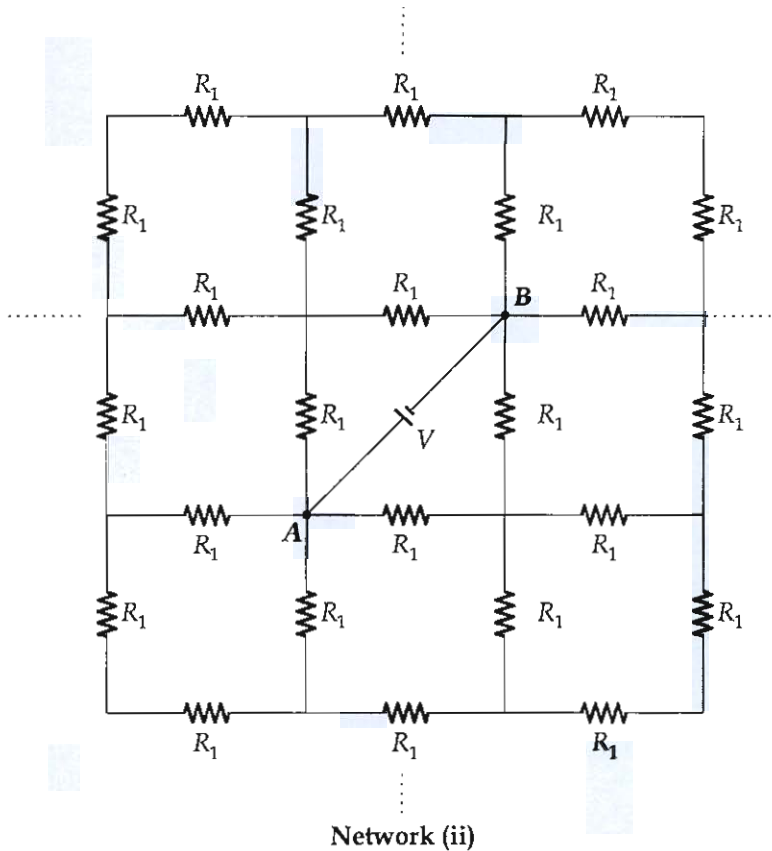 R₁ R₁ R₁
R₁ R₁ R₁ R₁
R₁ R₁ B R₁
R₁ R₁ V R₁ R₁
A
R₁ R₁ R₁
R₁ R₁ R₁ R₁
R₁ R₁ R₁
Network (ii)